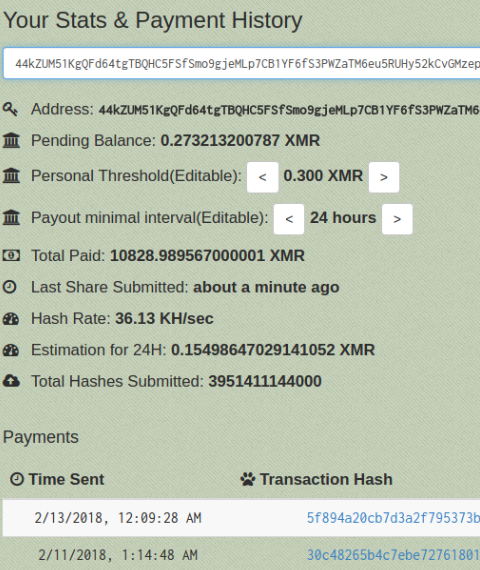 Your Stats & Payment History
44kZUM51KgQFd64tgTBQHC5FSfSmo9gjeMLp7CB1YF6fS3PWZaTM6eu5RUHy52kCvGMzep
Address: 44kZUM51KgQFd64tgTBQHC5FSfSmo9gjeMLp7CB1YF6fS3PWZaTM6
Pending Balance: 0.273213200787 XMR
Personal Threshold(Editable): < 0.300 XMR >
Payout minimal interval(Editable): < 24 hours >
Total Paid: 10828.989567000001 XMR
Last Share Submitted: about a minute ago
Hash Rate: 36.13 KH/sec
Estimation for 24H: 0.15498647029141052 XMR
Total Hashes Submitted: 3951411144000
Payments
Time Sent Transaction Hash
2/13/2018, 12:09:28 AM 5f894a20cb7d3a2f795373b
2/11/2018, 1:14:48 AM 30c48265b4c7ebe72761801